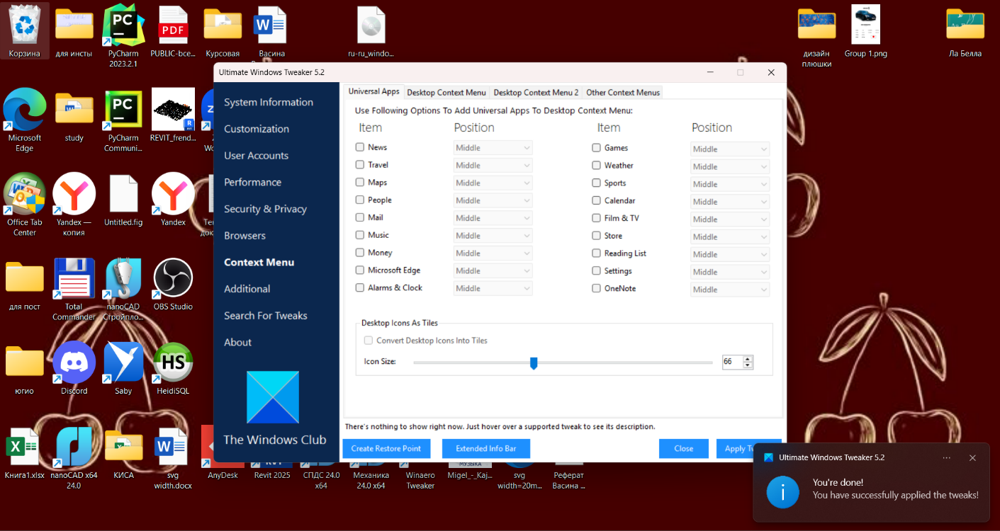 Корзина
для инсты
PyCharm
2023.2.1
PDF
PUBLIC-все...
Курсовая
Васина
ru-ru_windo...
дизайн
плюшки
Group 1.png
Ла Белла
Microsoft
Edge
study
PyCharm
Communi...
REVIT_frend...
Office Tab
Center
Yandex —
копия
Untitled.fig
Yandex
для пост
Total
Commander
nanoCAD
Стройпло...
OBS Studio
югио
Discord
Saby
HS
HeidiSQL
Книга1.xlsx
nanoCAD x64
24.0
КИСА
svg
width.docx
AnyDesk
Revit 2025
СПДС 24.0
x64
Механика
24.0 x64
Winaero
Tweaker
МУЗЫКА
Migel_-_Kaj...
svg
width=20m...
Реферат
Васина ...
Ultimate Windows Tweaker 5.2
System Information
Customization
User Accounts
Performance
Security & Privacy
Browsers
Context Menu
Additional
Search For Tweaks
About
The Windows Club
Universal Apps
Desktop Context Menu
Desktop Context Menu 2
Other Context Menus
Use Following Options To Add Universal Apps To Desktop Context Menu:
Item Position Item Position
News Middle Games Middle
Travel Middle Weather Middle
Maps Middle Sports Middle
People Middle Calendar Middle
Mail Middle Film & TV Middle
Music Middle Store Middle
Money Middle Reading List Middle
Microsoft Edge Middle Settings Middle
Alarms & Clock Middle OneNote Middle
Desktop Icons As Tiles
Convert Desktop Icons Into Tiles
Icon Size: 66
There's nothing to show right now. Just hover over a supported tweak to see its description.
Create Restore Point
Extended Info Bar
Close
Apply
Ultimate Windows Tweaker 5.2
You're done!
You have successfully applied the tweaks!